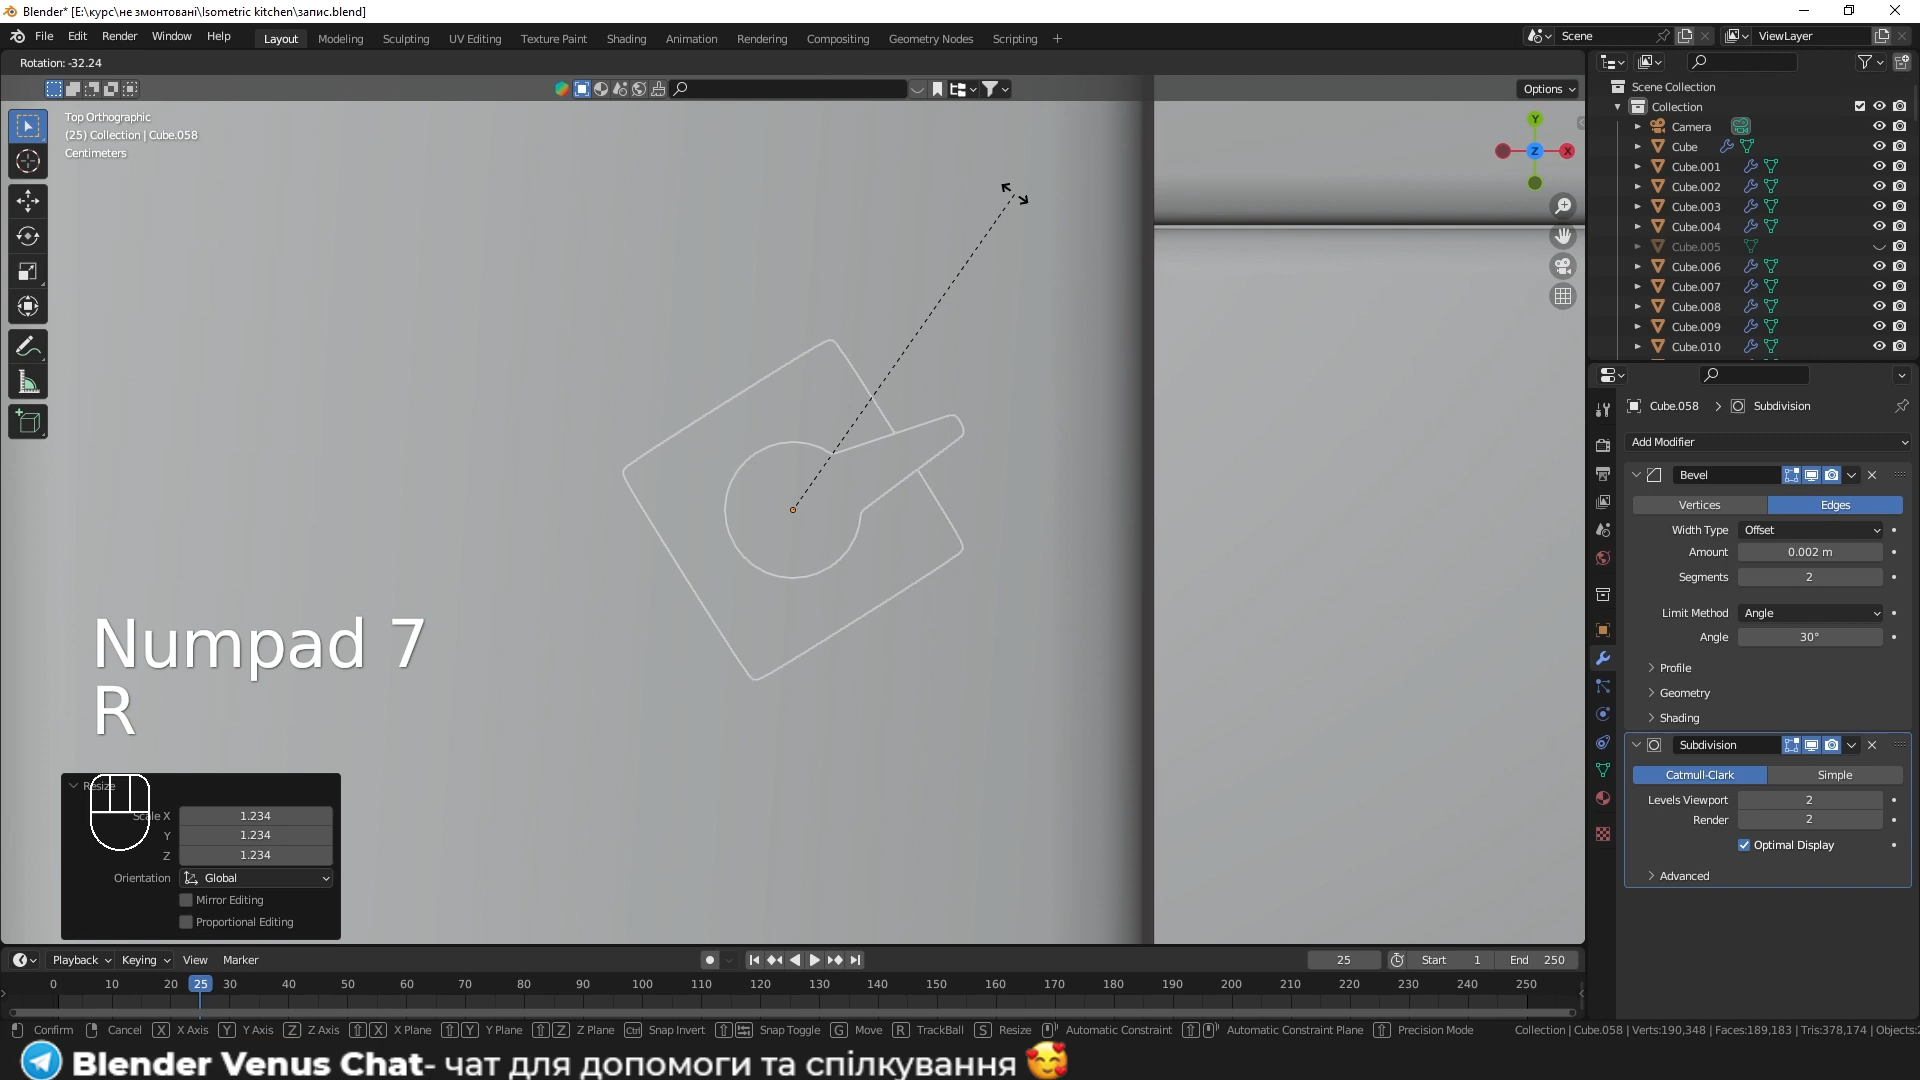 Blender* [E:\курс\не змонтовані\Isometric kitchen\запис.blend]
File Edit Render Window Help Layout Modeling Sculpting UV Editing Texture Paint Shading Animation Rendering Compositing Geometry Nodes Scripting + Scene ViewLayer
Rotation: -32.24
Options
Top Orthographic
(25) Collection | Cube.058
Centimeters
Y
Z
X
Scene Collection
Collection
Camera
Cube
Cube.001
Cube.002
Cube.003
Cube.004
Cube.005
Cube.006
Cube.007
Cube.008
Cube.009
Cube.010
Cube.058 > Subdivision
Add Modifier
Bevel
Vertices Edges
Width Type Offset
Amount 0.002 m
Segments 2
Limit Method Angle
Angle 30°
Profile
Geometry
Shading
Subdivision
Catmull-Clark Simple
Levels Viewport 2
Render 2
Optimal Display
Advanced
Numpad 7
R
Resize
Scale X 1.234
Y 1.234
Z 1.234
Orientation Global
Mirror Editing
Proportional Editing
Playback Keying View Marker 25 Start 1 End 250
0 10 20 25 30 40 50 60 70 80 90 100 110 120 130 140 150 160 170 180 190 200 210 220 230 240 250
Confirm Cancel X X Axis Y Y Axis Z Z Axis X X Plane Y Y Plane Z Z Plane Ctrl Snap Invert Snap Toggle G Move R TrackBall S Resize Automatic Constraint Automatic Constraint Plane Precision Mode Collection | Cube.058 | Verts:190,348 | Faces:189,183 | Tris:378,174 | Objects:2
Blender Venus Chat- чат для допомоги та спілкування 🥰